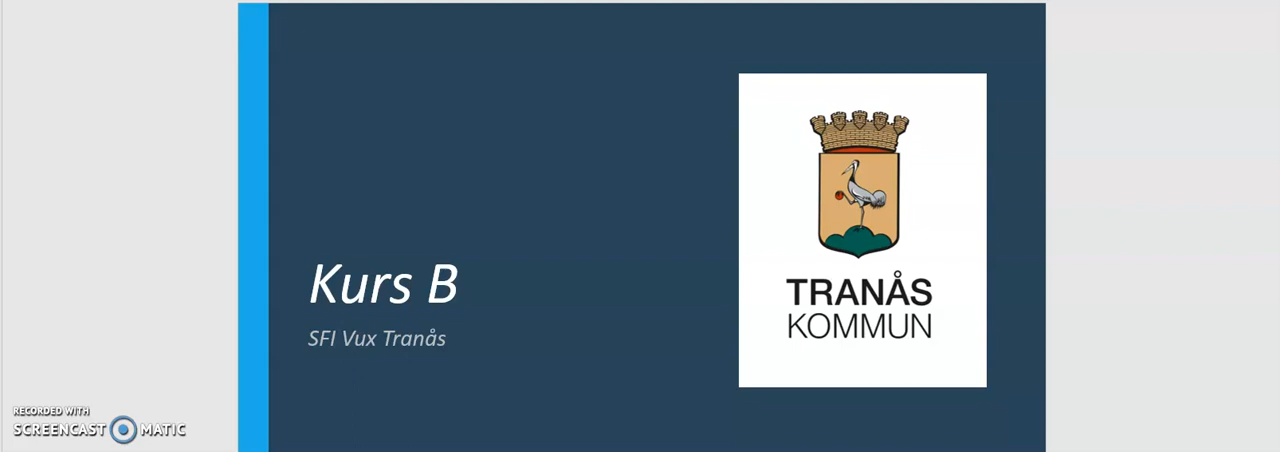 Kurs B
SFI Vux Tranås
TRANÅS
KOMMUN
RECORDED WITH
SCREENCAST MATIC